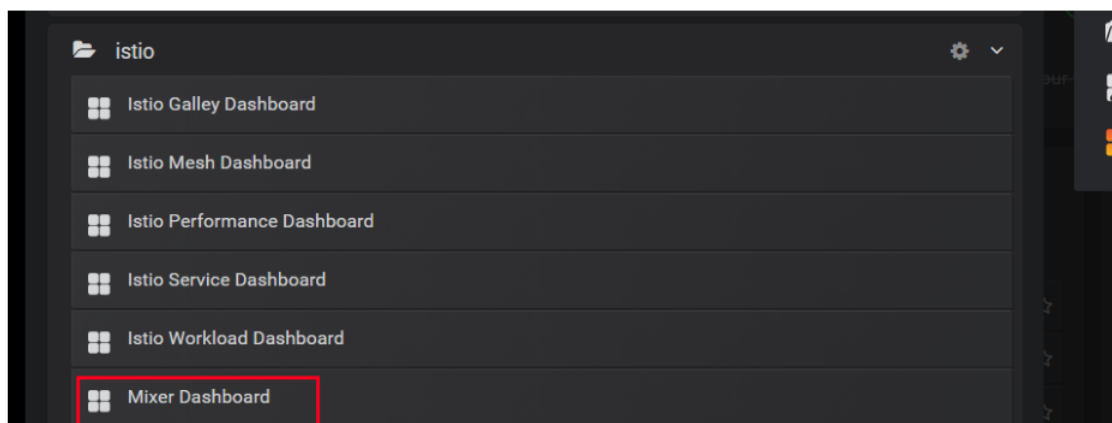 istio
Istio Galley Dashboard
Istio Mesh Dashboard
Istio Performance Dashboard
Istio Service Dashboard
Istio Workload Dashboard
Mixer Dashboard